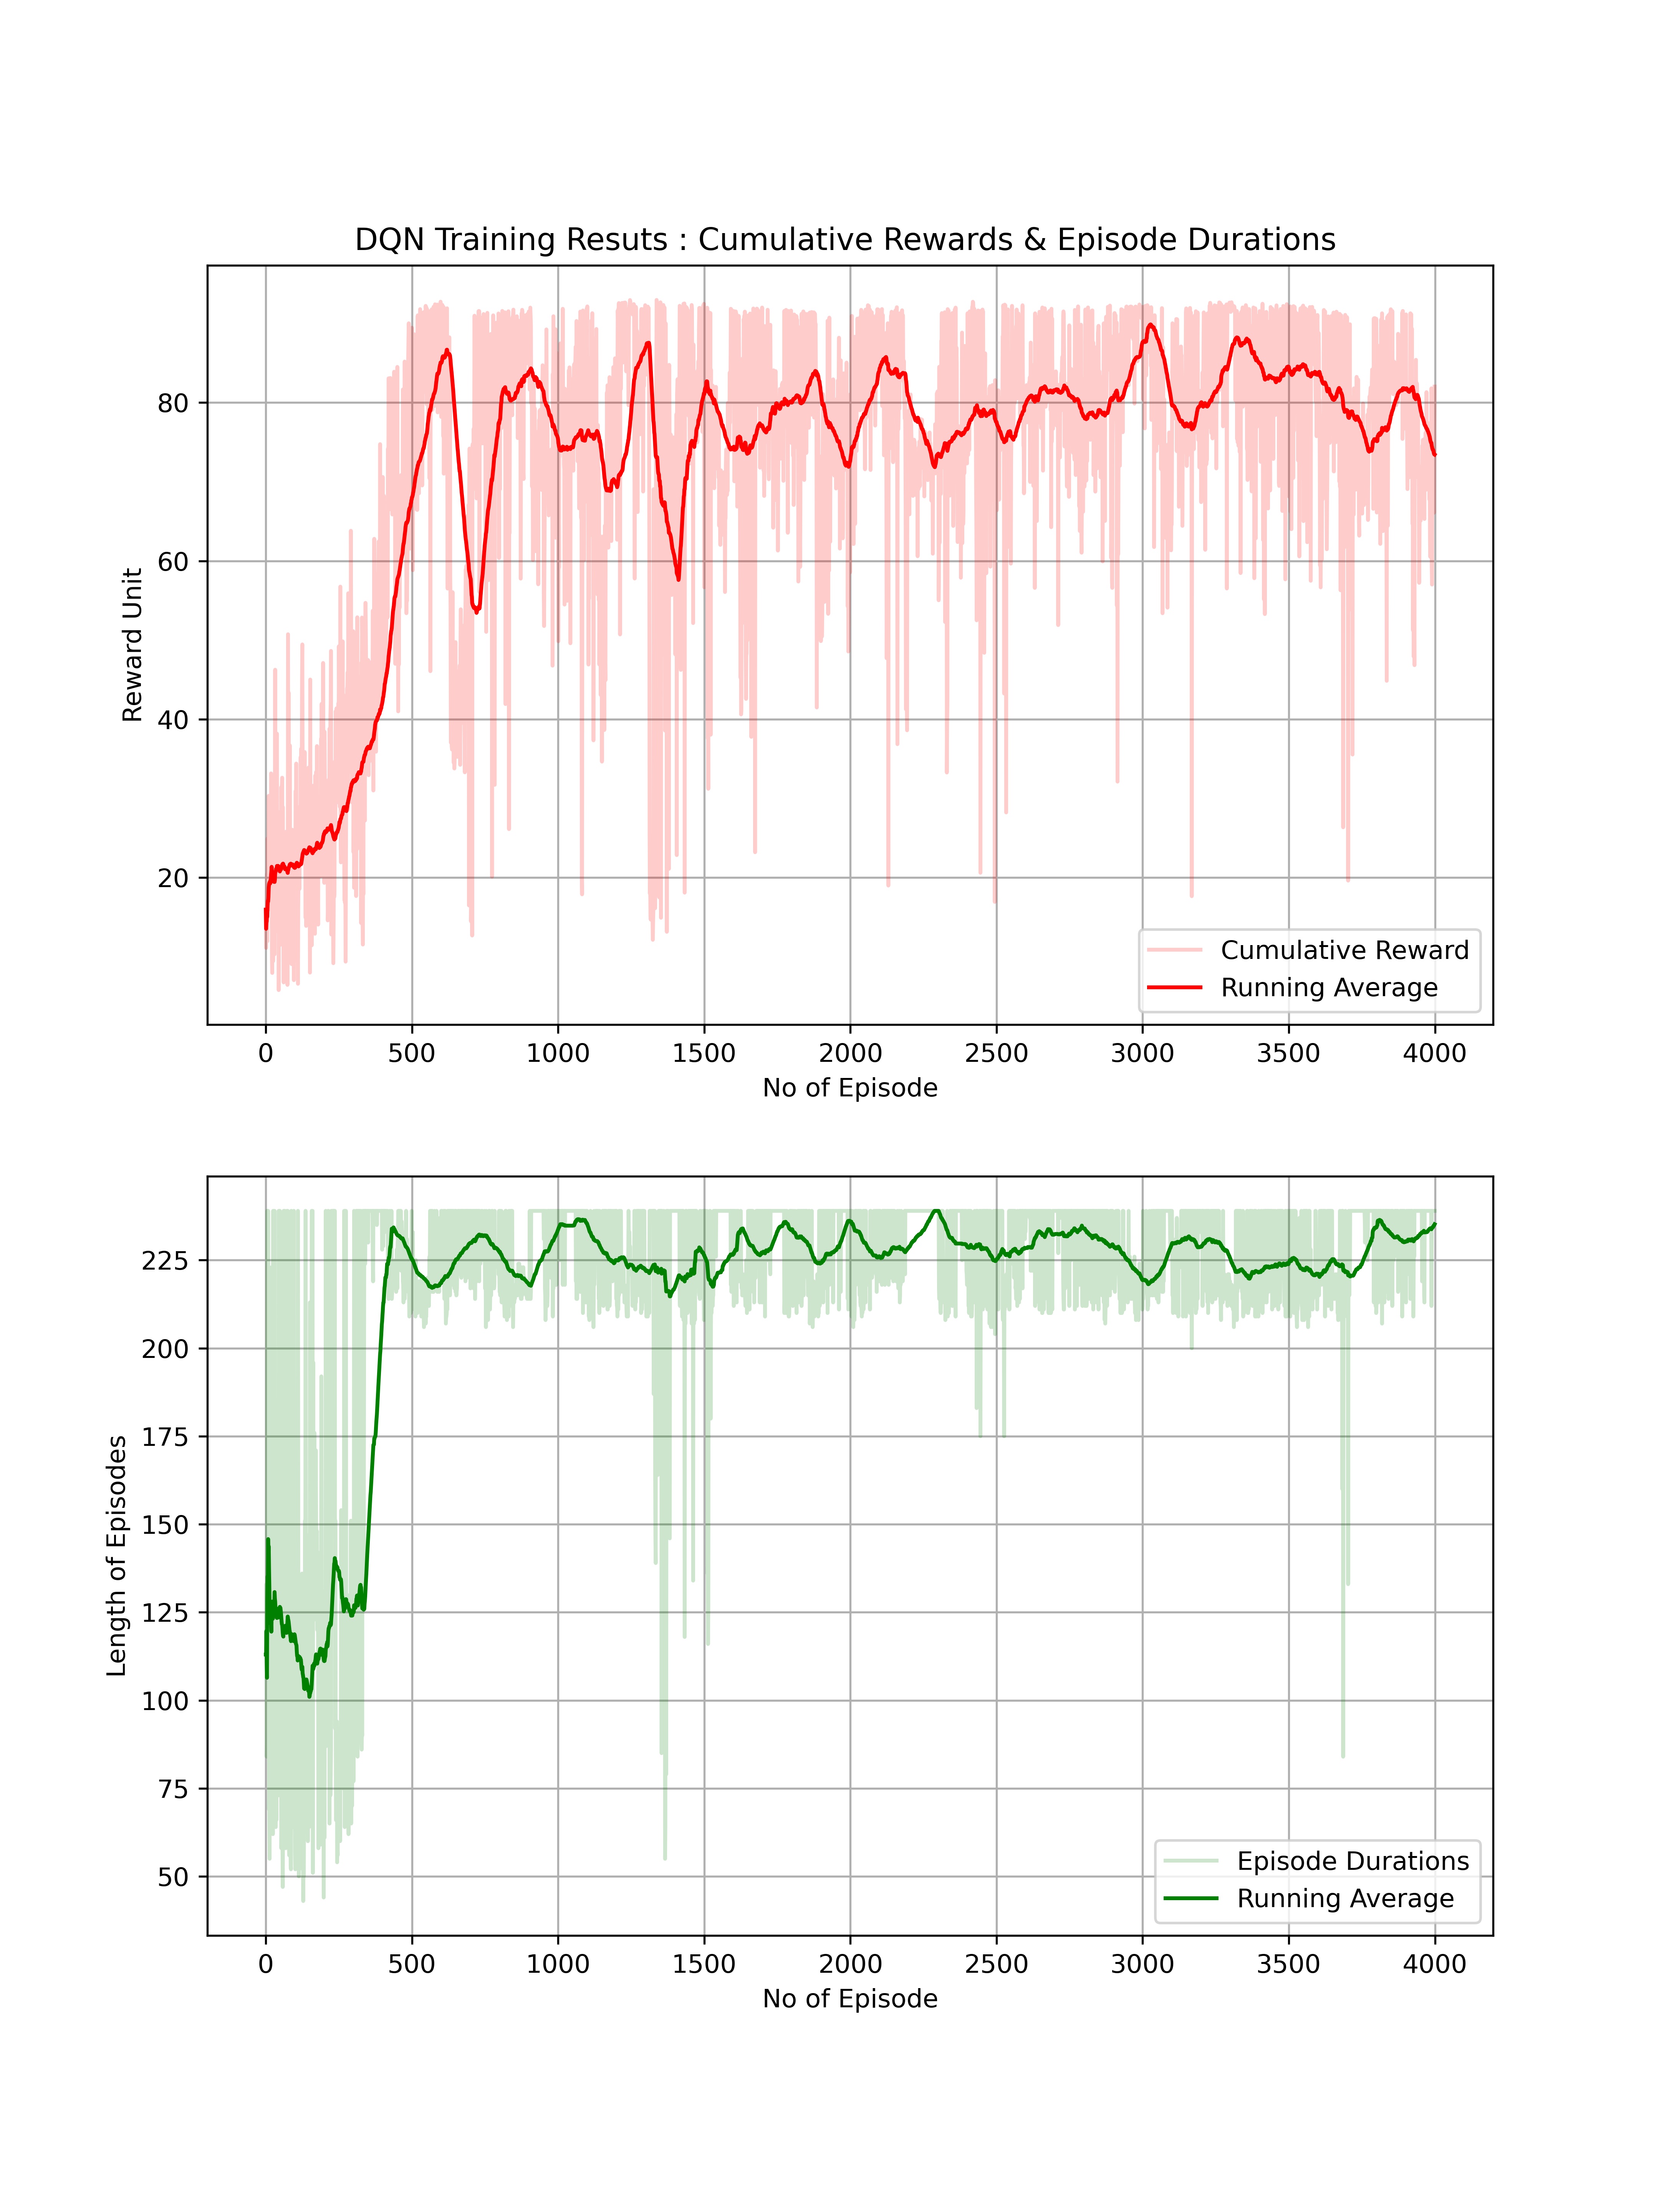 DQN Training Resuts : Cumulative Rewards & Episode Durations
80
60
40
20
Reward Unit
Cumulative Reward
Running Average
0 500 1000 1500 2000 2500 3000 3500 4000
No of Episode
225
200
175
150
125
100
75
50
Length of Episodes
Episode Durations
Running Average
0 500 1000 1500 2000 2500 3000 3500 4000
No of Episode